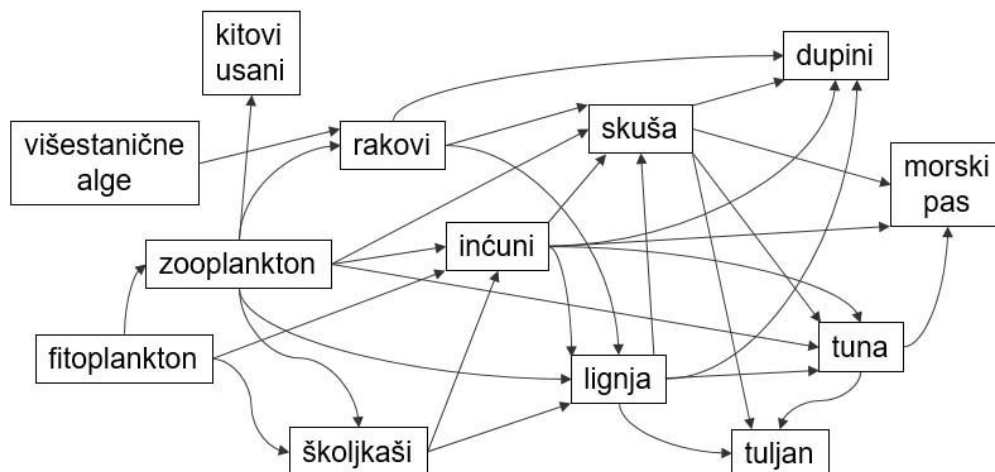 kitovi
usani
dupini
višestanične
alge
rakovi
skuša
morski
pas
inćuni
zooplankton
fitoplankton
tuna
lignja
školjkaši
tuljan